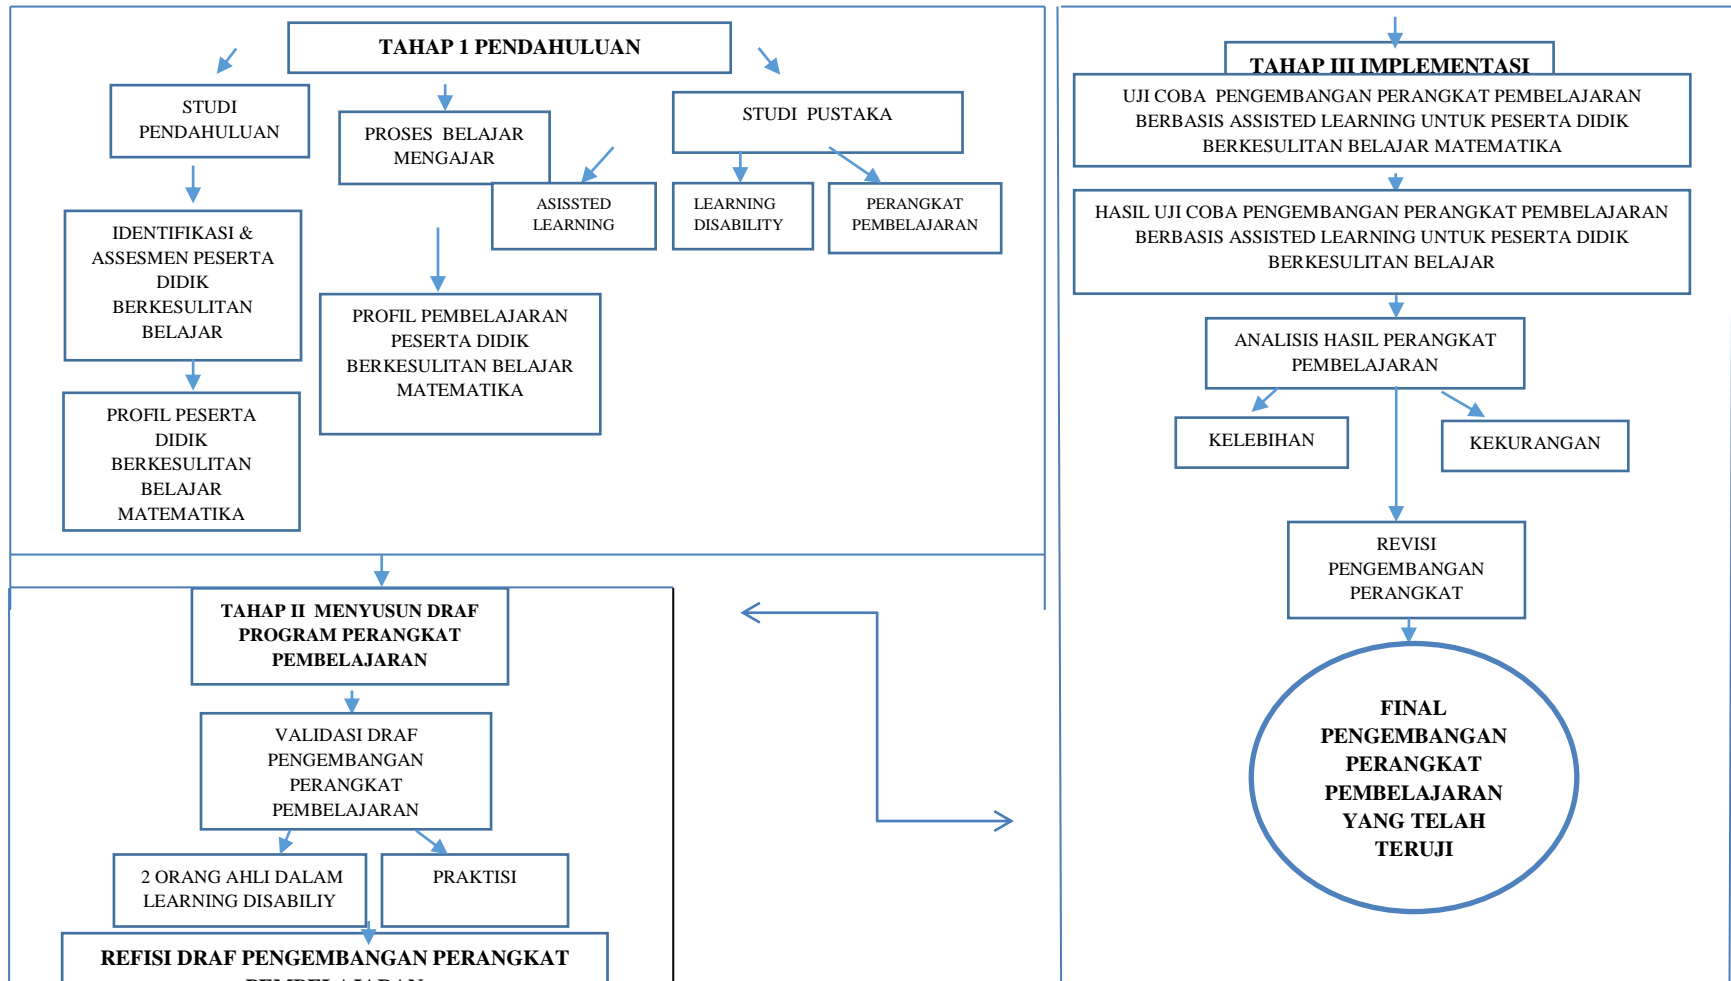 TAHAP 1 PENDAHULUAN
STUDI
PENDAHULUAN
PROSES BELAJAR
MENGAJAR
STUDI PUSTAKA
ASISSTED
LEARNING
LEARNING
DISABILITY
PERANGKAT
PEMBELAJARAN
IDENTIFIKASI &
ASSESMEN PESERTA
DIDIK
BERKESULITAN
BELAJAR
PROFIL PEMBELAJARAN
PESERTA DIDIK
BERKESULITAN BELAJAR
MATEMATIKA
PROFIL PESERTA
DIDIK
BERKESULITAN
BELAJAR
MATEMATIKA
TAHAP II MENYUSUN DRAF
PROGRAM PERANGKAT
PEMBELAJARAN
VALIDASI DRAF
PENGEMBANGAN
PERANGKAT
PEMBELAJARAN
2 ORANG AHLI DALAM
LEARNING DISABILIY
PRAKTISI
REFISI DRAF PENGEMBANGAN PERANGKAT
PEMBELAJARAN
TAHAP III IMPLEMENTASI
UJI COBA PENGEMBANGAN PERANGKAT PEMBELAJARAN
BERBASIS ASSISTED LEARNING UNTUK PESERTA DIDIK
BERKESULITAN BELAJAR MATEMATIKA
HASIL UJI COBA PENGEMBANGAN PERANGKAT PEMBELAJARAN
BERBASIS ASSISTED LEARNING UNTUK PESERTA DIDIK
BERKESULITAN BELAJAR
ANALISIS HASIL PERANGKAT
PEMBELAJARAN
KELEBIHAN
KEKURANGAN
REVISI
PENGEMBANGAN
PERANGKAT
FINAL
PENGEMBANGAN
PERANGKAT
PEMBELAJARAN
YANG TELAH
TERUJI